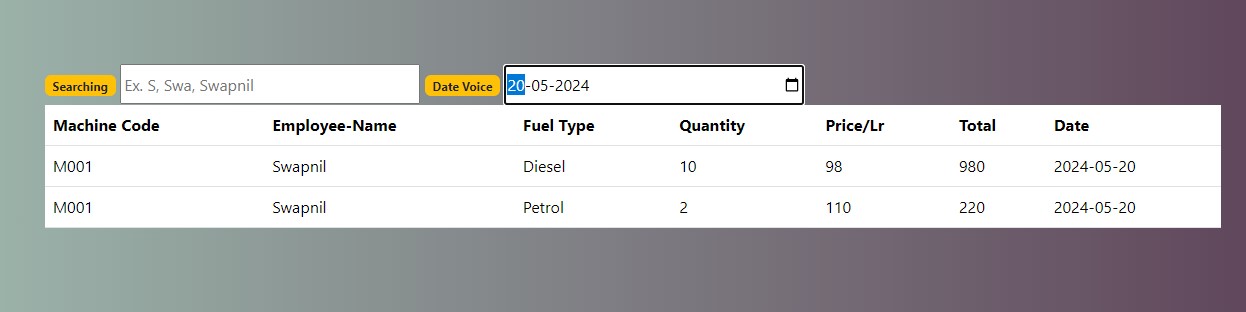 Searching Ex. S, Swa, Swapnil Date Voice 20-05-2024
Machine Code Employee-Name Fuel Type Quantity Price/Lr Total Date
M001 Swapnil Diesel 10 98 980 2024-05-20
M001 Swapnil Petrol 2 110 220 2024-05-20